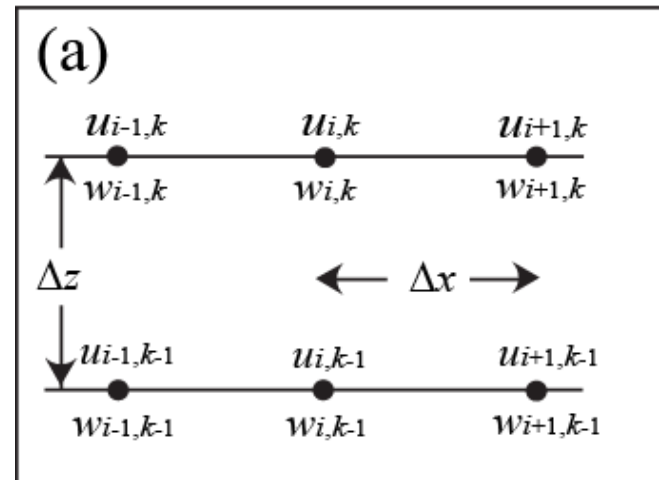 (a)
ui-1,k ui,k ui+1,k
wi-1,k wi,k wi+1,k
Δz Δx
ui-1,k-1 ui,k-1 ui+1,k-1
wi-1,k-1 wi,k-1 wi+1,k-1